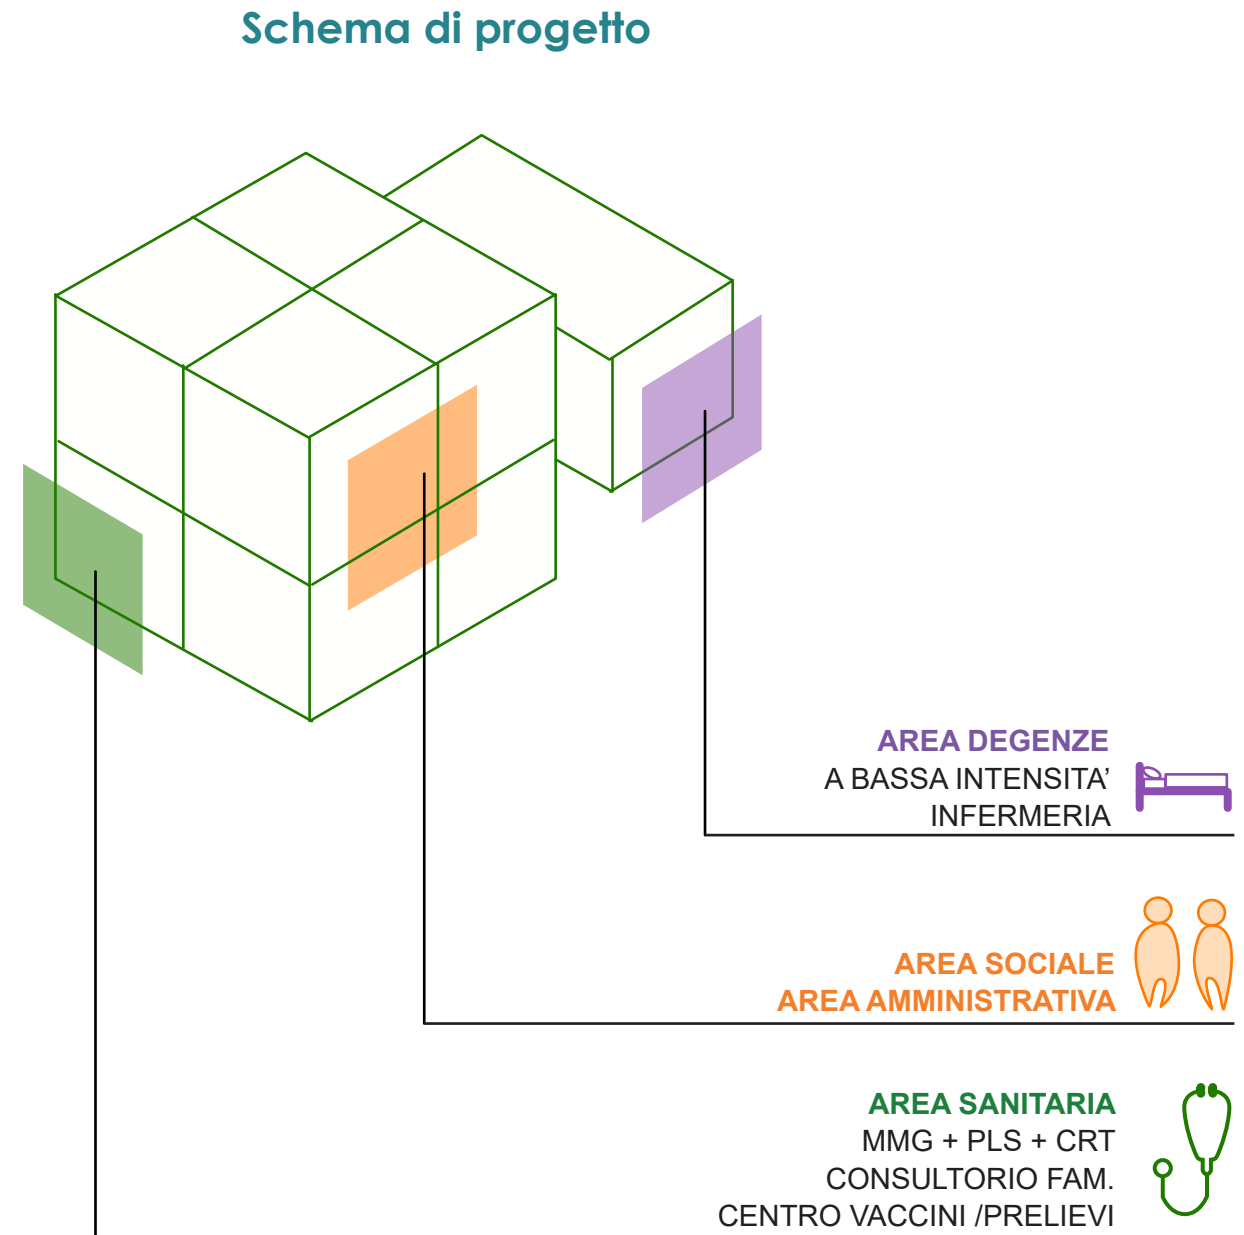 Schema di progetto
AREA DEGENZE
A BASSA INTENSITA’
INFERMERIA
AREA SOCIALE
AREA AMMINISTRATIVA
AREA SANITARIA
MMG + PLS + CRT
CONSULTORIO FAM.
CENTRO VACCINI /PRELIEVI